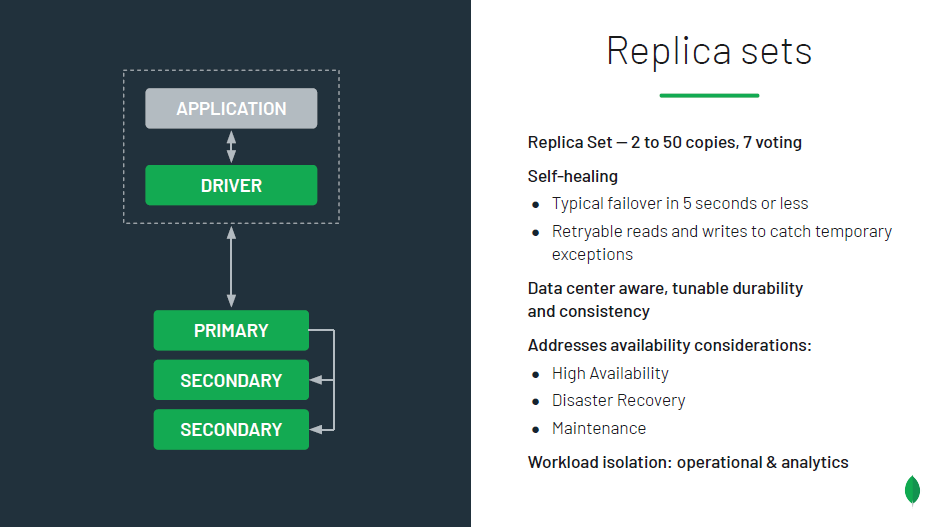 APPLICATION
DRIVER
PRIMARY
SECONDARY
SECONDARY
Replica sets
Replica Set – 2 to 50 copies, 7 voting
Self-healing
● Typical failover in 5 seconds or less
● Retryable reads and writes to catch temporary
exceptions
Data center aware, tunable durability
and consistency
Addresses availability considerations:
● High Availability
● Disaster Recovery
● Maintenance
Workload isolation: operational & analytics